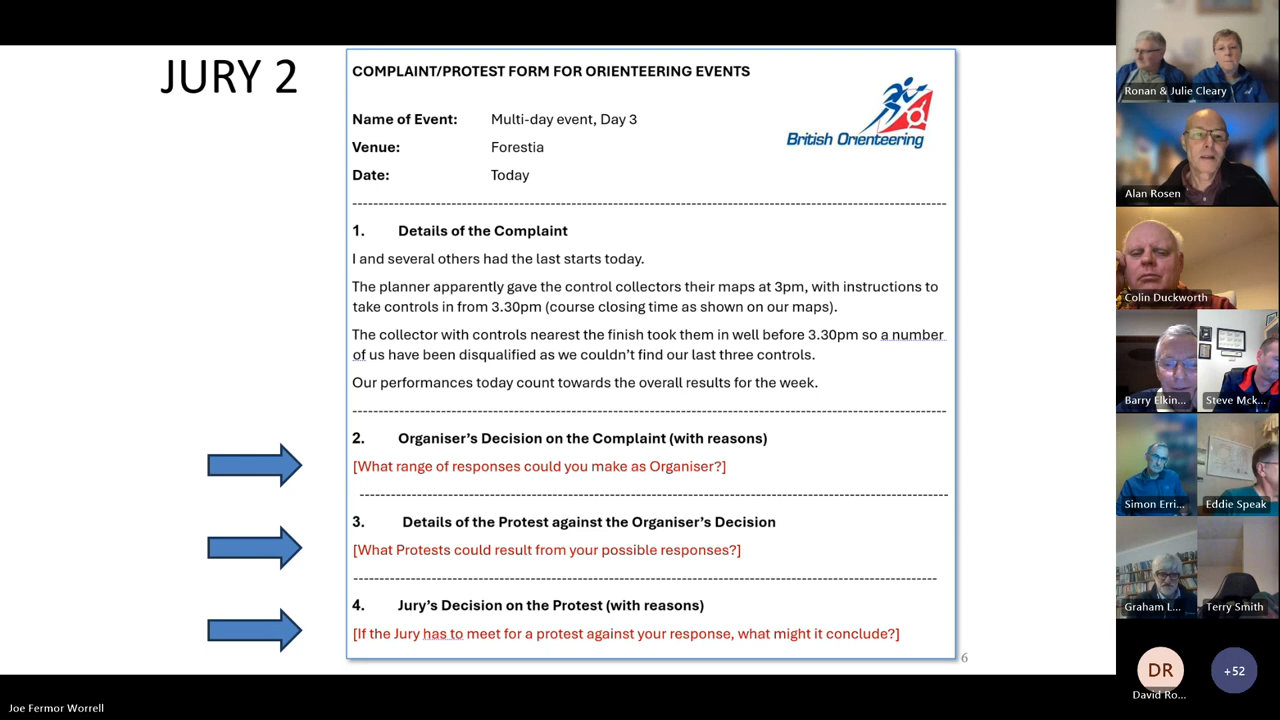 JURY 2
COMPLAINT/PROTEST FORM FOR ORIENTEERING EVENTS
British Orienteering
Name of Event: Multi-day event, Day 3
Venue: Forestia
Date: Today
1. Details of the Complaint
I and several others had the last starts today.
The planner apparently gave the control collectors their maps at 3pm, with instructions to
take controls in from 3.30pm (course closing time as shown on our maps).
The collector with controls nearest the finish took them in well before 3.30pm so a number
of us have been disqualified as we couldn't find our last three controls.
Our performances today count towards the overall results for the week.
2. Organiser's Decision on the Complaint (with reasons)
[What range of responses could you make as Organiser?]
3. Details of the Protest against the Organiser's Decision
[What Protests could result from your possible responses?]
4. Jury's Decision on the Protest (with reasons)
[If the Jury has to meet for a protest against your response, what might it conclude?]
6
Ronan & Julie Cleary
Alan Rosen
Colin Duckworth
Barry Elkin...
Steve Mck...
Simon Erri...
Eddie Speak
Graham L...
Terry Smith
DR
David Ro...
+52
Joe Fermor Worrell